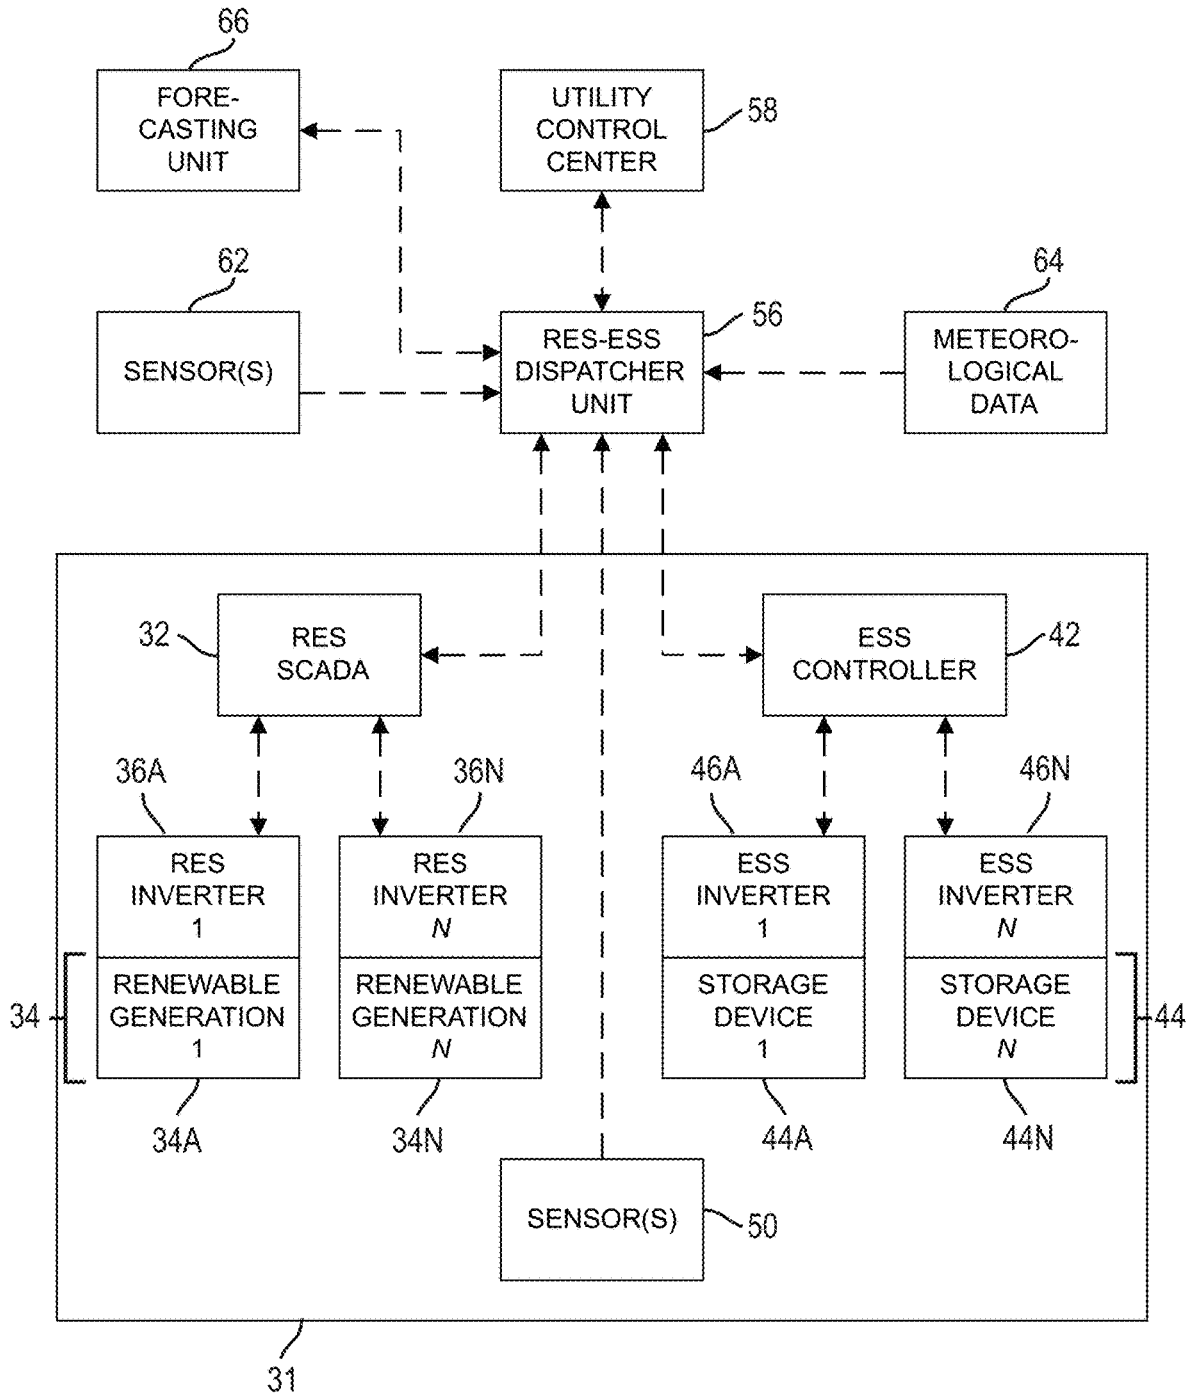 66
FORE-
CASTING
UNIT
UTILITY
CONTROL
CENTER
58
62
SENSOR(S)
RES-ESS
DISPATCHER
UNIT
56
64
METEORO-
LOGICAL
DATA
32
RES
SCADA
ESS
CONTROLLER
42
36A
RES
INVERTER
1
36N
RES
INVERTER
N
46A
ESS
INVERTER
1
46N
ESS
INVERTER
N
34
RENEWABLE
GENERATION
1
RENEWABLE
GENERATION
N
STORAGE
DEVICE
1
STORAGE
DEVICE
N
44
34A
34N
44A
44N
SENSOR(S)
50
31